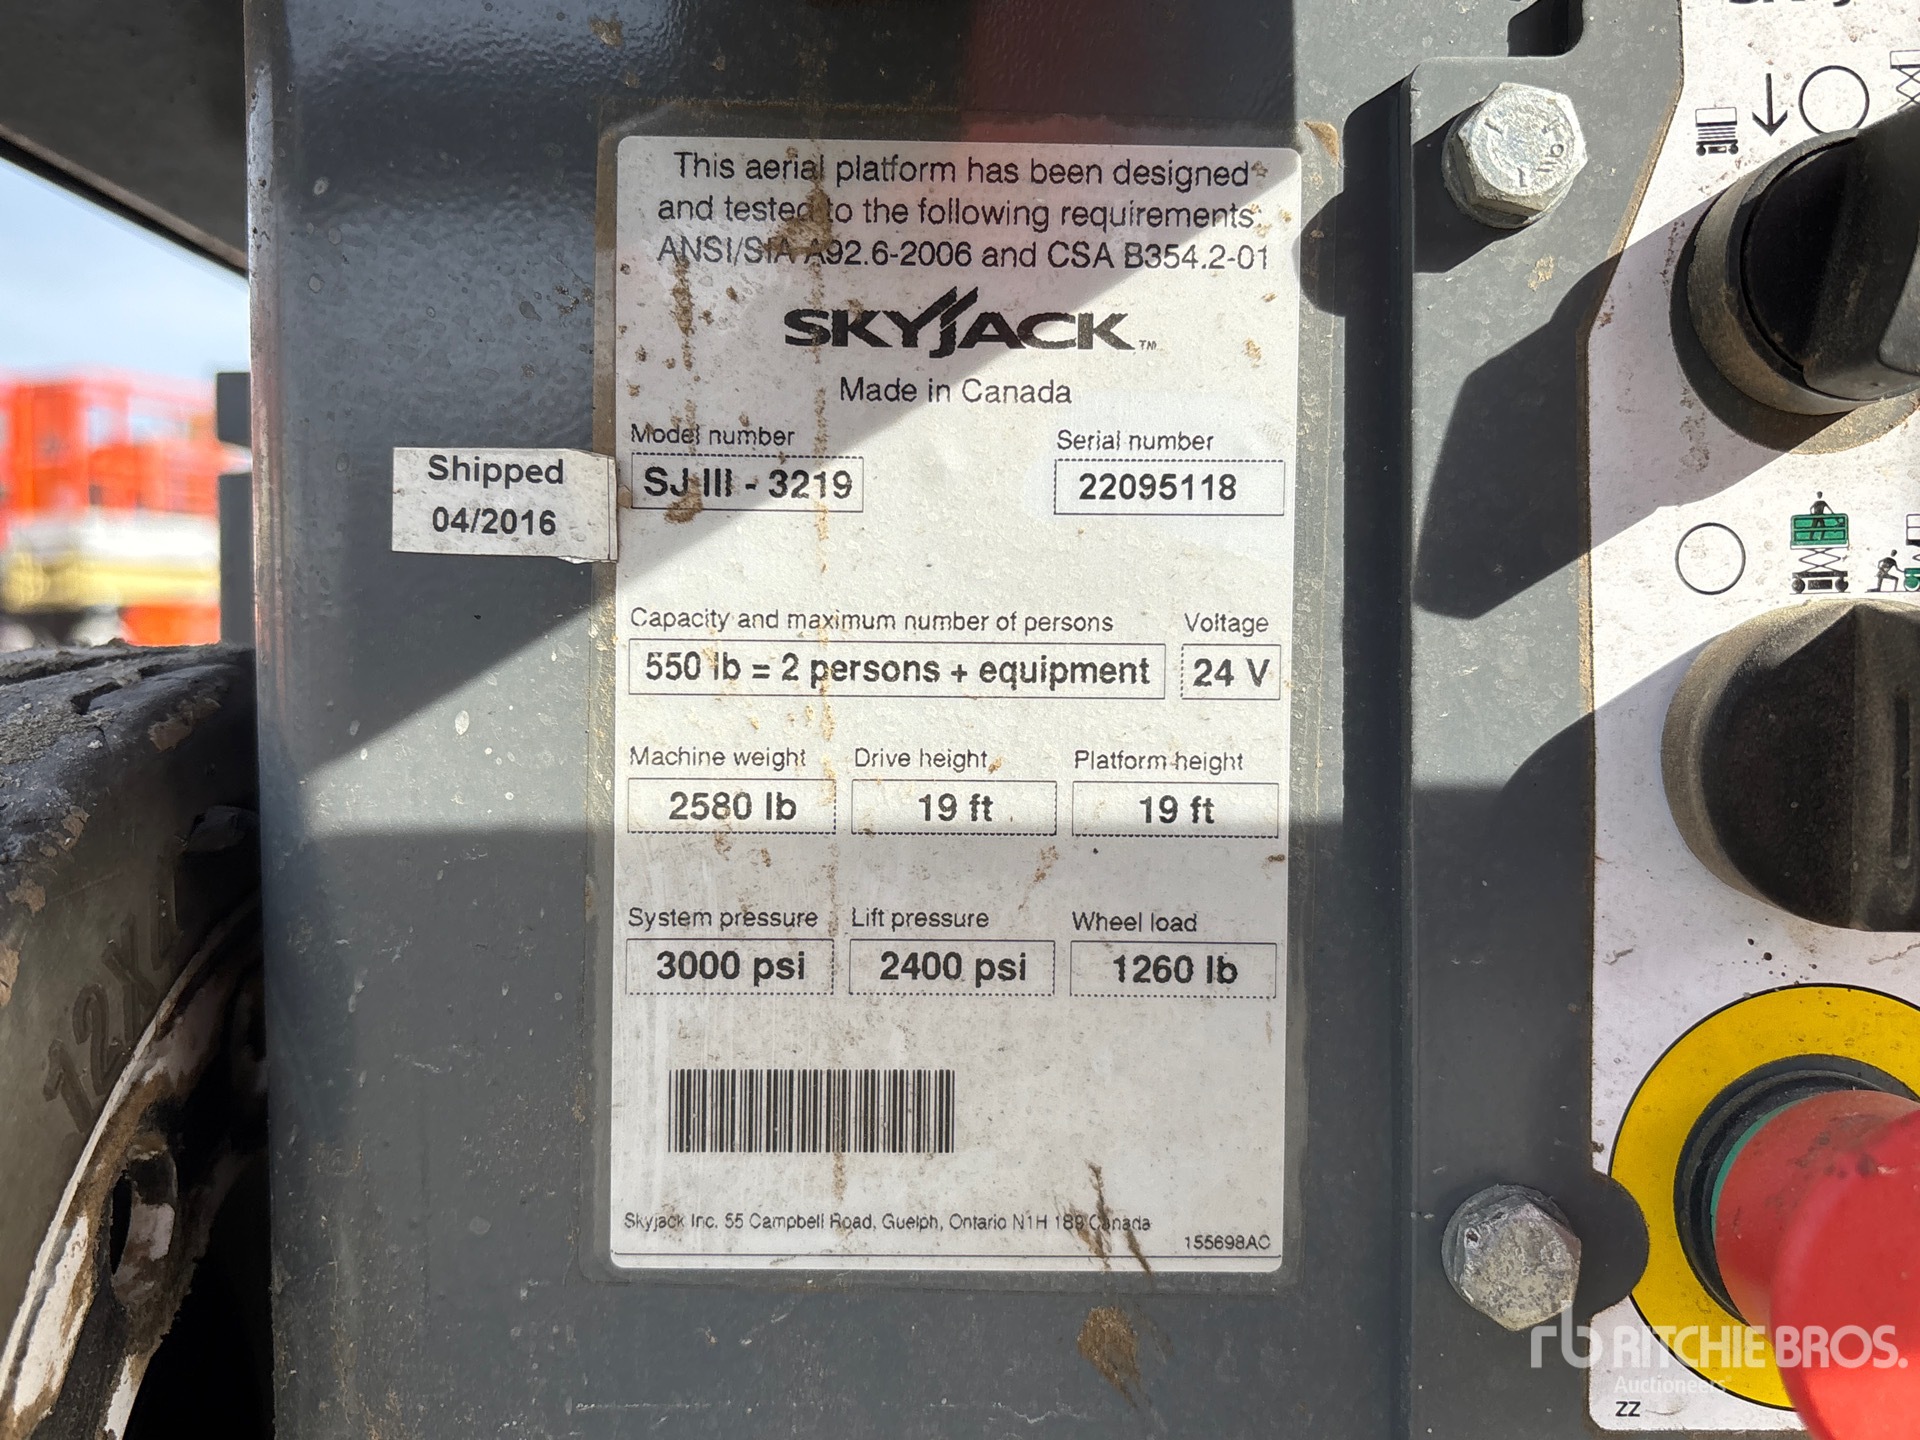 This aerial platform has been designed
and tested to the following requirements:
ANSI/SIA A92.6-2006 and CSA B354.2-01
SKYJACK™
Made in Canada
Model number
SJ III - 3219
Serial number
22095118
Shipped
04/2016
Capacity and maximum number of persons
550 lb = 2 persons + equipment
Voltage
24 V
Machine weight
2580 lb
Drive height
19 ft
Platform height
19 ft
System pressure
3000 psi
Lift pressure
2400 psi
Wheel load
1260 lb
Skyjack Inc. 55 Campbell Road, Guelph, Ontario N1H 1B9 Canada
155698AC
rb RITCHIE BROS.
Auctioneers
ZZ